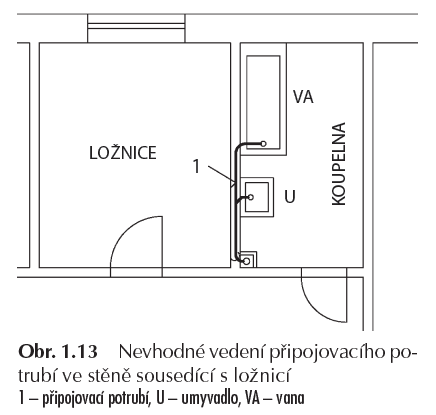 VA
LOŽNICE
KOUPELNA
1
U
Obr. 1.13 Nevhodné vedení připojovacího po-
trubí ve stěně sousedící s ložnicí
1 – připojovací potrubí, U – umyvadlo, VA – vana